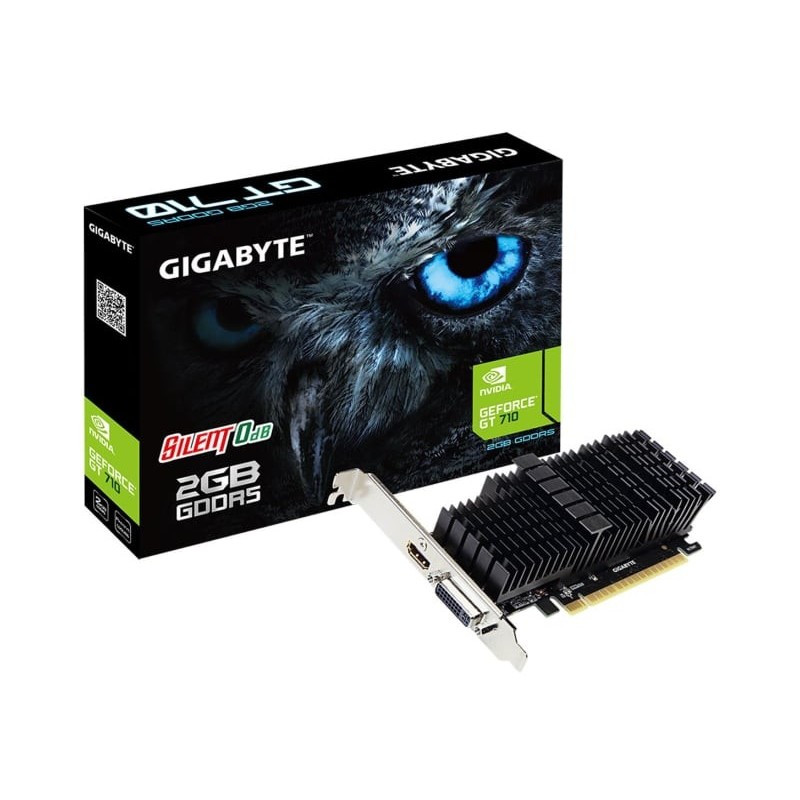 GIGABYTE
GT 710
2GB GDDR5
GIGABYTE
GIGABYTE™
NVIDIA.
GEFORCE®
GT 710
2GB GDDR5
SILENT 0dB
2GB
GDDR5
NVIDIA.
GEFORCE®
GT 710
GIGABYTE